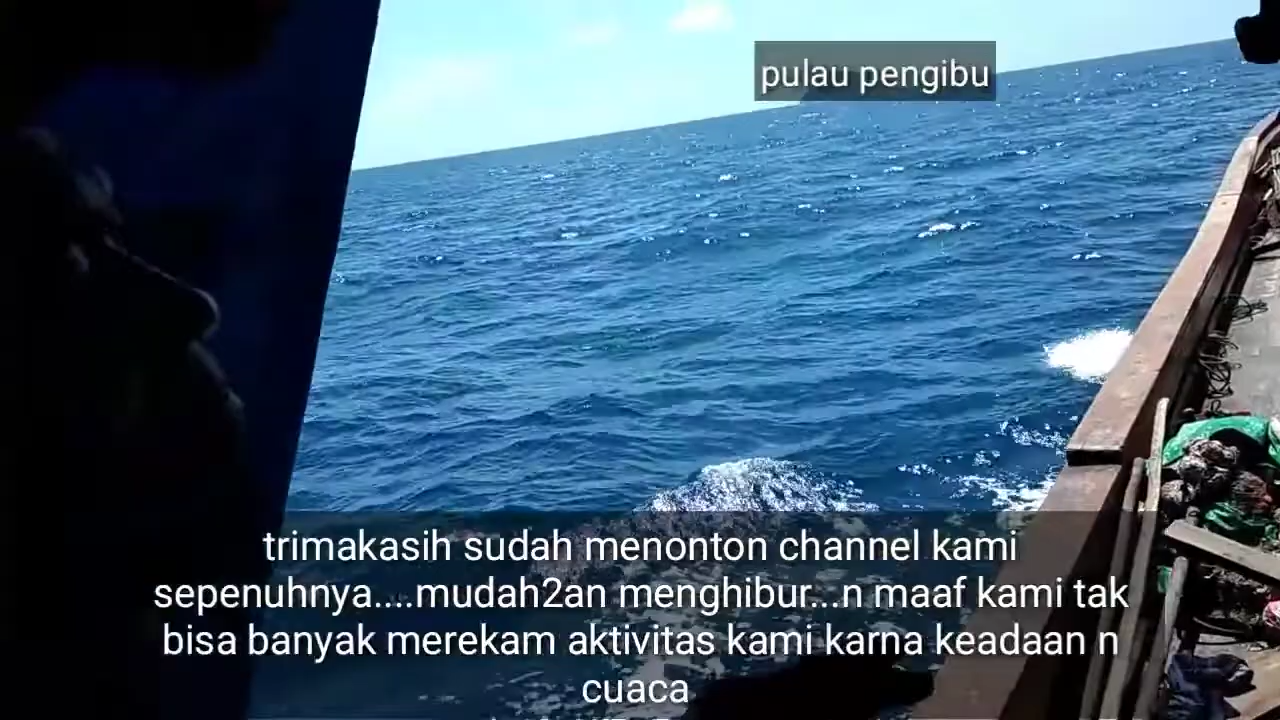 pulau pengibu
trimakasih sudah menonton channel kami
sepenuhnya....mudah2an menghibur...n maaf kami tak
bisa banyak merekam aktivitas kami karna keadaan n
cuaca